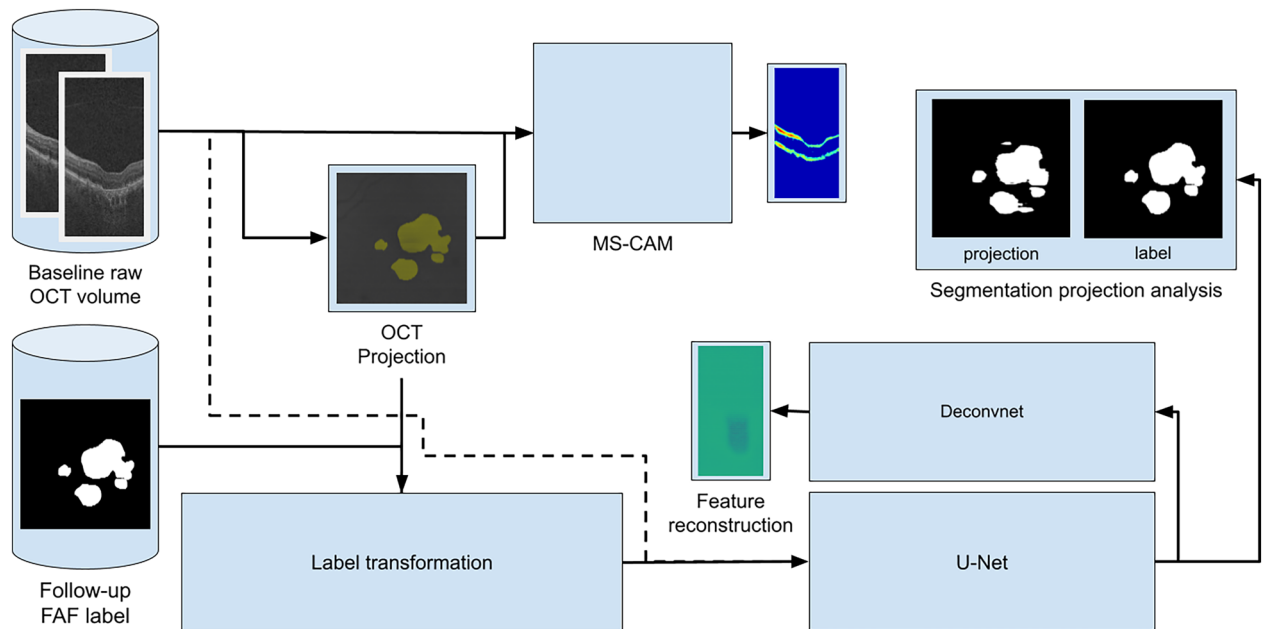 Baseline raw
OCT volume
OCT
Projection
MS-CAM
projection
label
Segmentation projection analysis
Follow-up
FAF label
Label transformation
Feature
reconstruction
Deconvnet
U-Net